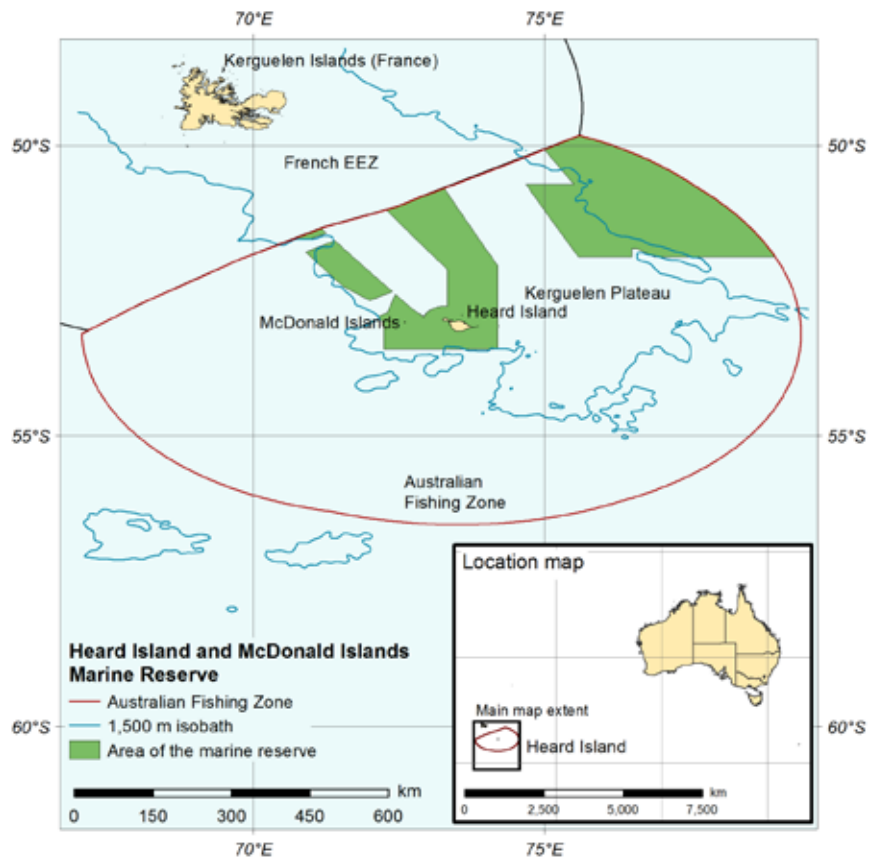 70°E
75°E
Kerguelen Islands (France)
50°S
50°S
French EEZ
Kerguelen Plateau
Heard Island
McDonald Islands
55°S
55°S
Australian
Fishing Zone
Location map
Heard Island and McDonald Islands
Marine Reserve
Australian Fishing Zone
1,500 m isobath
Area of the marine reserve
Main map extent
Heard Island
60°S
60°S
km
0 150 300 450 600
km
0 2,500 5,000 7,500
70°E
75°E